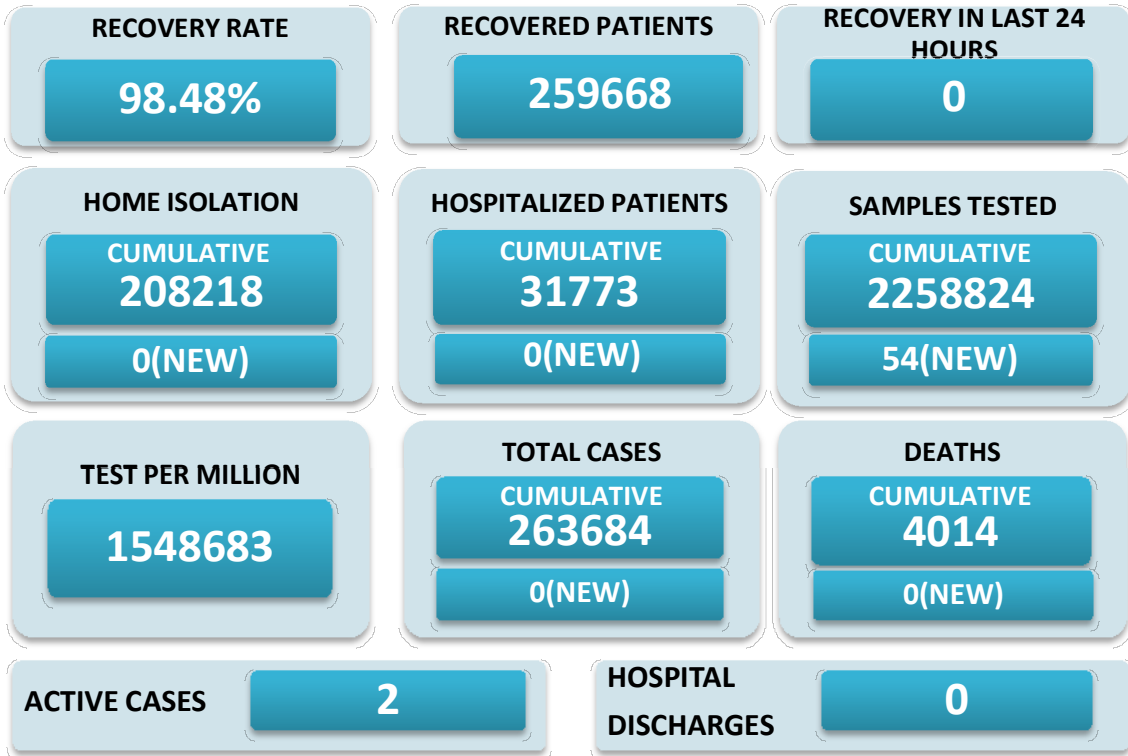 RECOVERY RATE
98.48%
RECOVERED PATIENTS
259668
RECOVERY IN LAST 24
HOURS
0
HOME ISOLATION
CUMULATIVE
208218
0(NEW)
HOSPITALIZED PATIENTS
CUMULATIVE
31773
0(NEW)
SAMPLES TESTED
CUMULATIVE
2258824
54(NEW)
TEST PER MILLION
1548683
TOTAL CASES
CUMULATIVE
263684
0(NEW)
DEATHS
CUMULATIVE
4014
0(NEW)
ACTIVE CASES
2
HOSPITAL
DISCHARGES
0